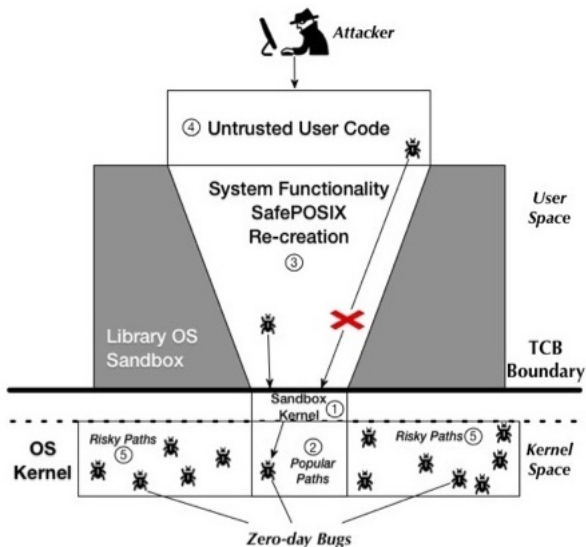 Attacker
④ Untrusted User Code
System Functionality
SafePOSIX
Re-creation
③
User
Space
Library OS
Sandbox
TCB
Boundary
Sandbox
Kernel ①
OS
Kernel
Risky Paths
⑤
②
Popular
Paths
Risky Paths ⑤
Kernel
Space
Zero-day Bugs